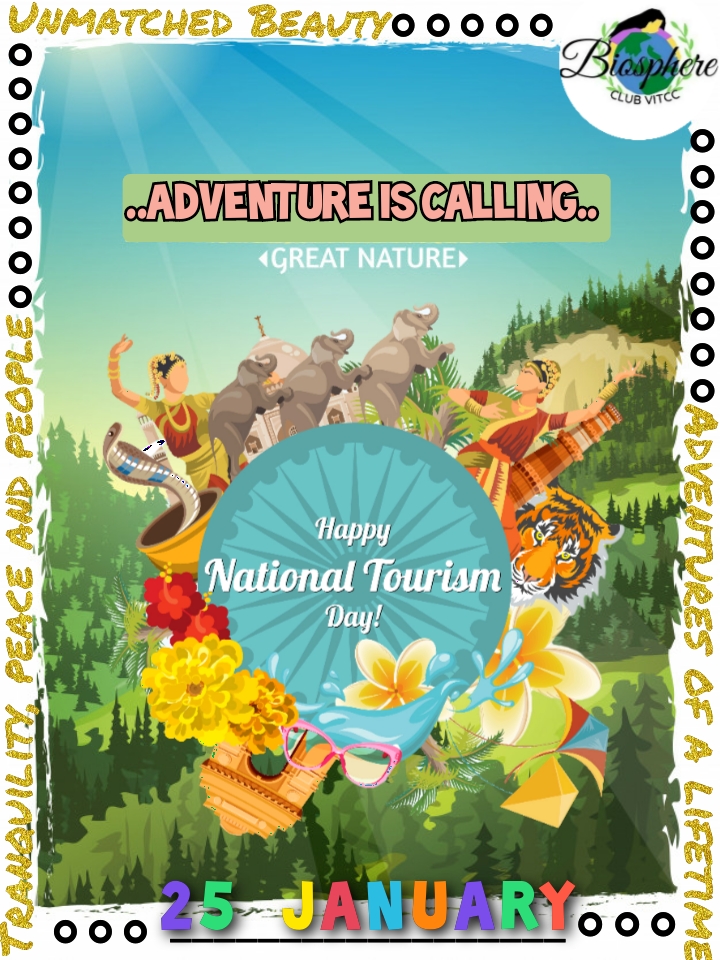 Unmatched Beauty
Biosphere
CLUB VITCC
..ADVENTURE IS CALLING..
GREAT NATURE
Happy
National Tourism
Day!
Tranquility, peace and people
Adventures of a lifetime
25 JANUARY